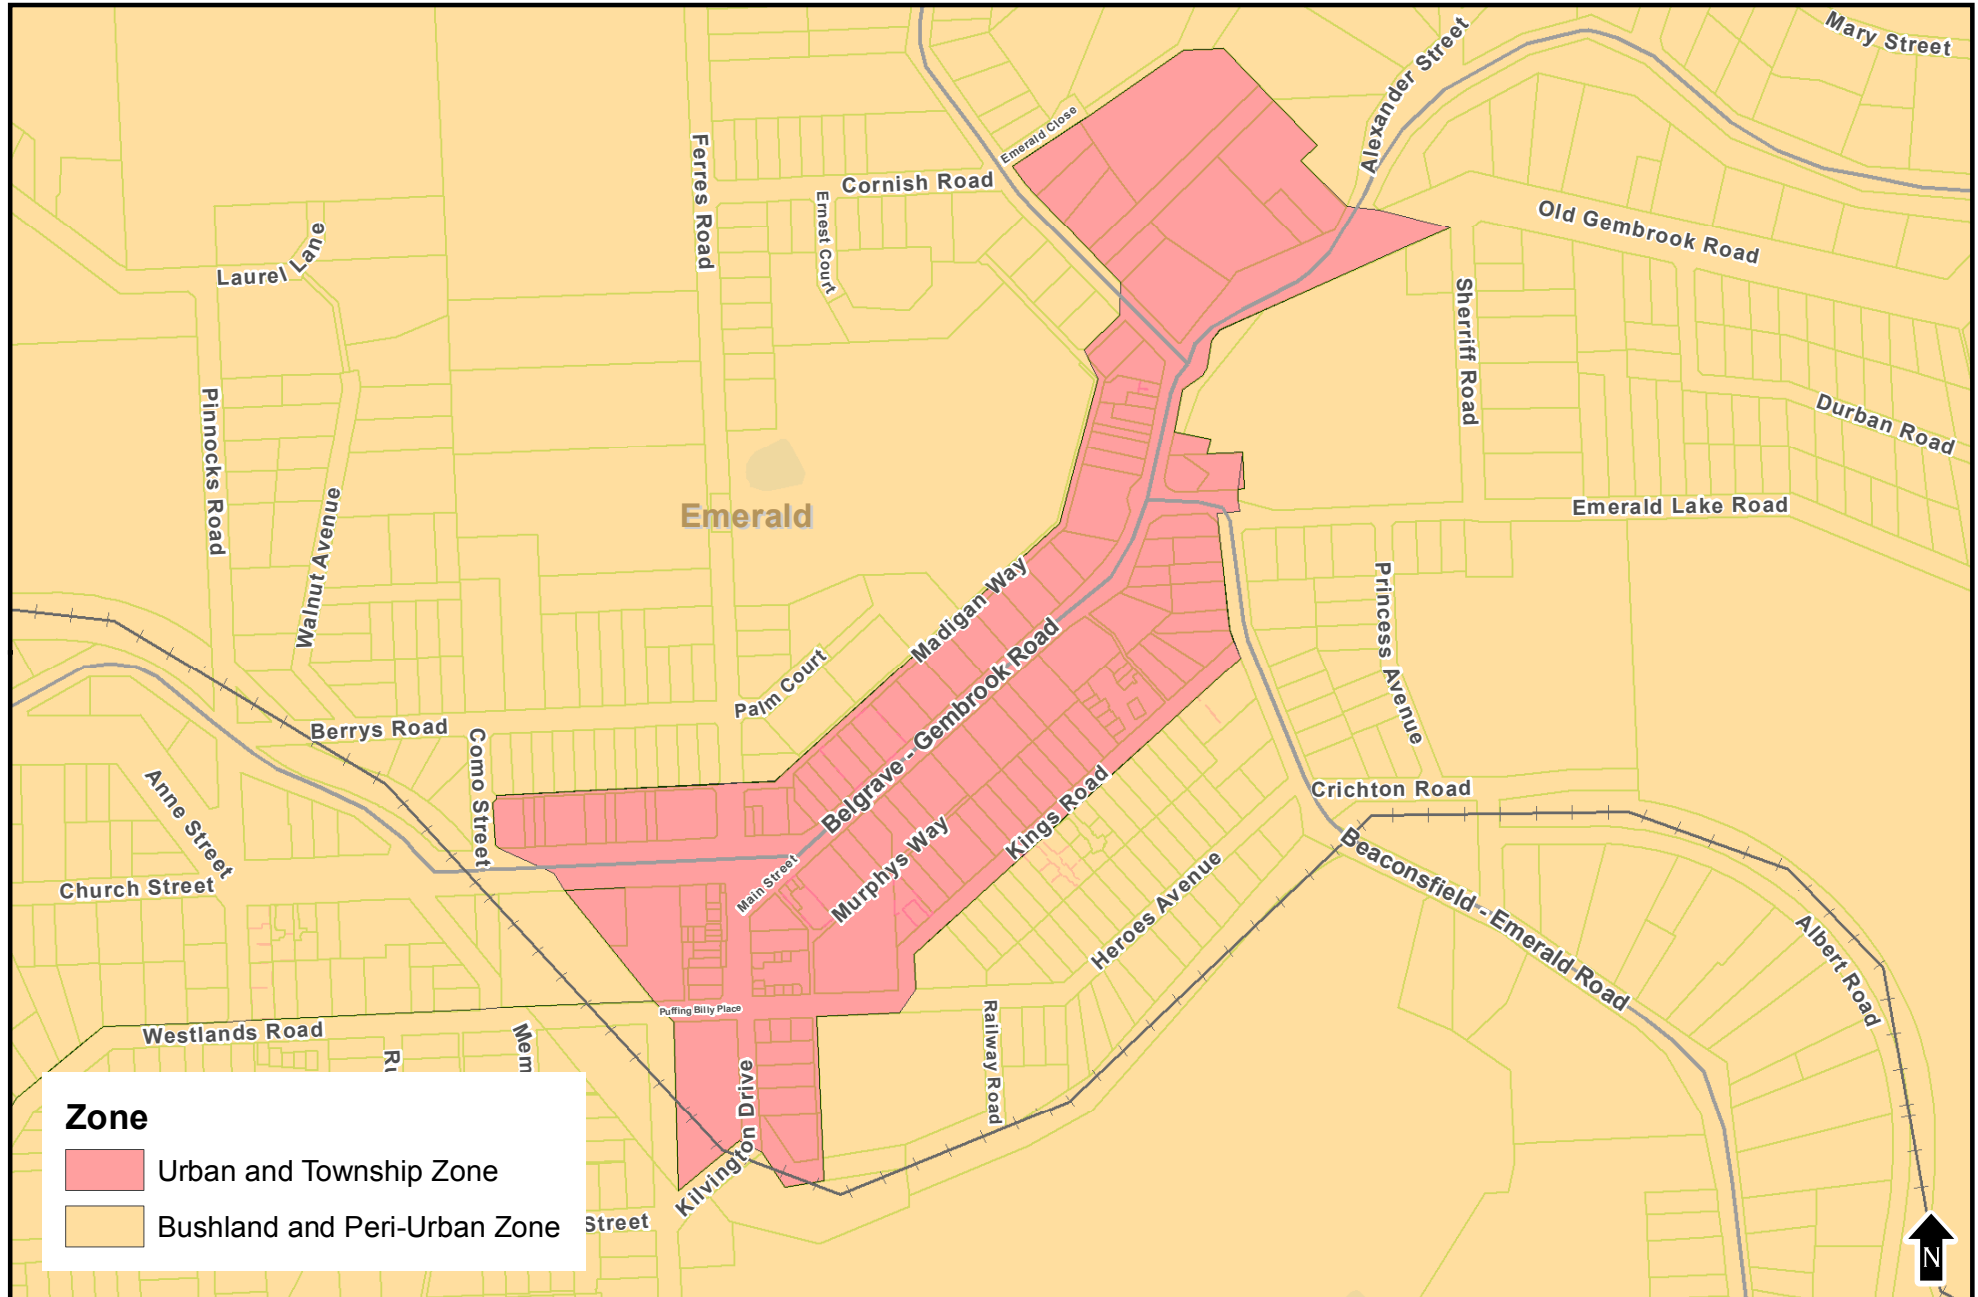 Mary Street
Alexander Street
Emerald Close
Ferres Road
Cornish Road
Ernest Court
Old Gembrook Road
Laurel Lane
Sherriff Road
Pinnocks Road
Durban Road
Walnut Avenue
Emerald
Emerald Lake Road
Madigan Way
Princess Avenue
Belgrave - Gembrook Road
Palm Court
Berrys Road
Como Street
Anne Street
Crichton Road
Kings Road
Murphys Way
Main Street
Church Street
Heroes Avenue
Beaconsfield - Emerald Road
Albert Road
Puffing Billy Place
Westlands Road
Railway Road
Ru
Mem
Kilvington Drive
Street
Zone
Urban and Township Zone
Bushland and Peri-Urban Zone
N